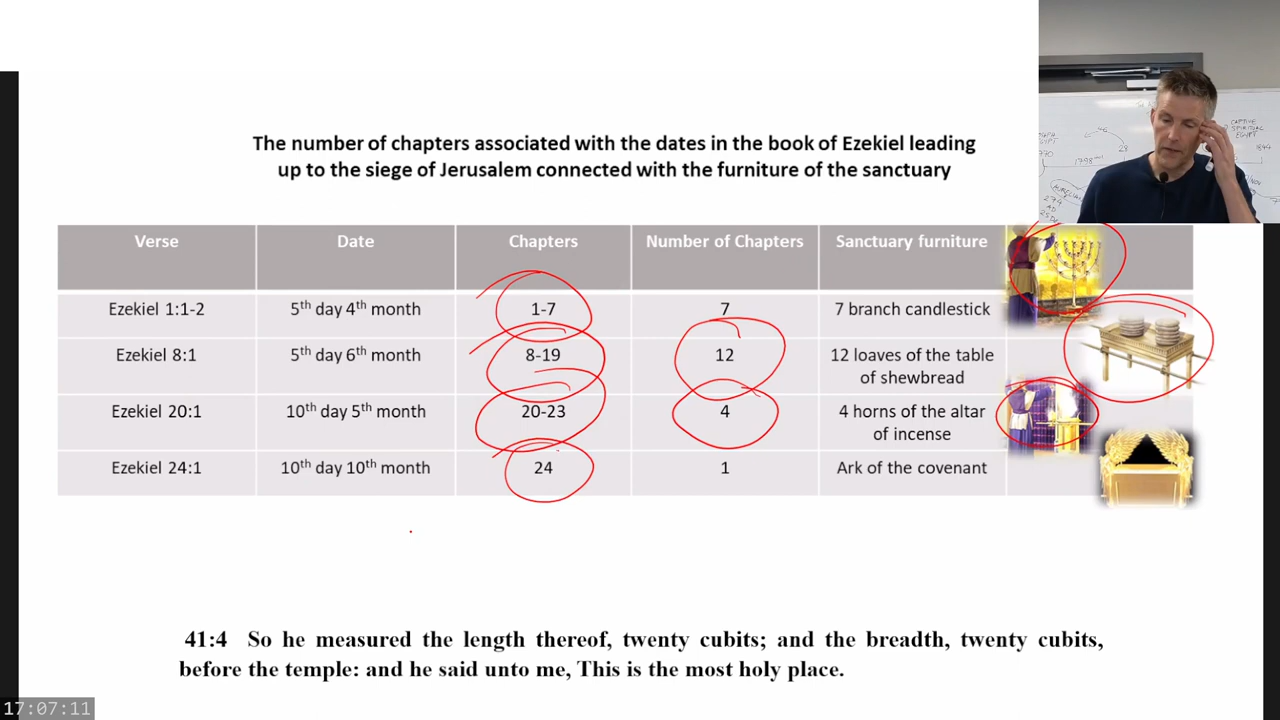 The number of chapters associated with the dates in the book of Ezekiel leading
up to the siege of Jerusalem connected with the furniture of the sanctuary
Verse Date Chapters Number of Chapters Sanctuary furniture
Ezekiel 1:1-2 5th day 4th month 1-7 7 7 branch candlestick
Ezekiel 8:1 5th day 6th month 8-19 12 12 loaves of the table
of shewbread
Ezekiel 20:1 10th day 5th month 20-23 4 4 horns of the altar
of incense
Ezekiel 24:1 10th day 10th month 24 1 Ark of the covenant
41:4 So he measured the length thereof, twenty cubits; and the breadth, twenty cubits,
before the temple: and he said unto me, This is the most holy place.
17:07:11
CAPTIVE
SPIRITUAL
EGYPT
1844
1798